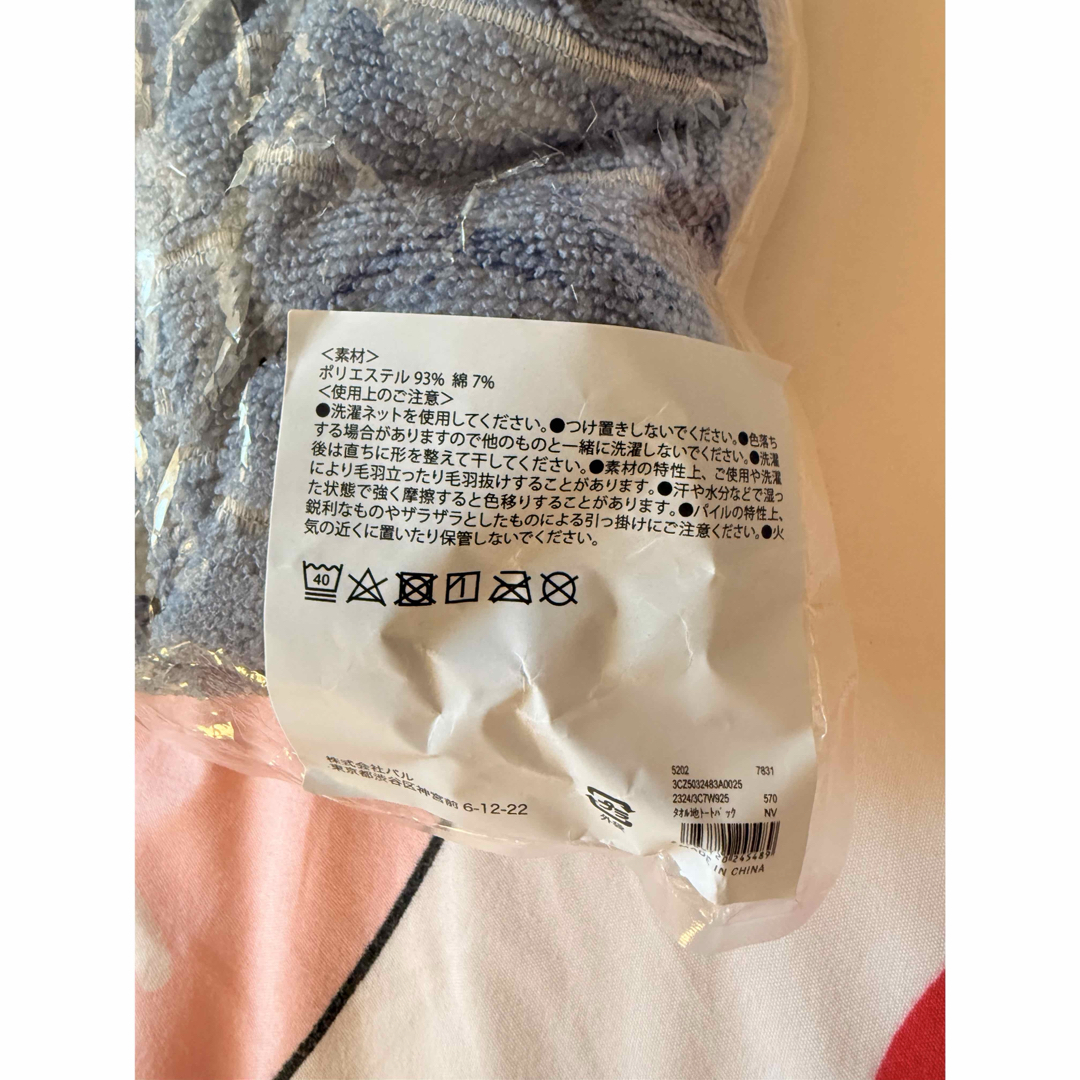 <素材>
ポリエステル 93% 綿 7%
<使用上のご注意>
●洗濯ネットを使用してください。●つけ置きしないでください。●色落ち
する場合がありますので他のものと一緒に洗濯しないでください。●洗濯
後は直ちに形を整えて干してください。●素材の特性上、ご使用や洗濯
により毛羽立ったり毛羽抜けすることがあります。●汗や水分などで湿っ
た状態で強く摩擦すると色移りすることがあります。●パイルの特性上、
鋭利なものやザラザラとしたものによる引っ掛けにご注意ください。●火
気の近くに置いたり保管しないでください。
40
株式会社パル
東京都渋谷区神宮前 6-12-22
外袋
5202 7831
3CZ5032483A0025
2324/3C7W925 570
タオル地トートバック NV
245489
IN CHINA